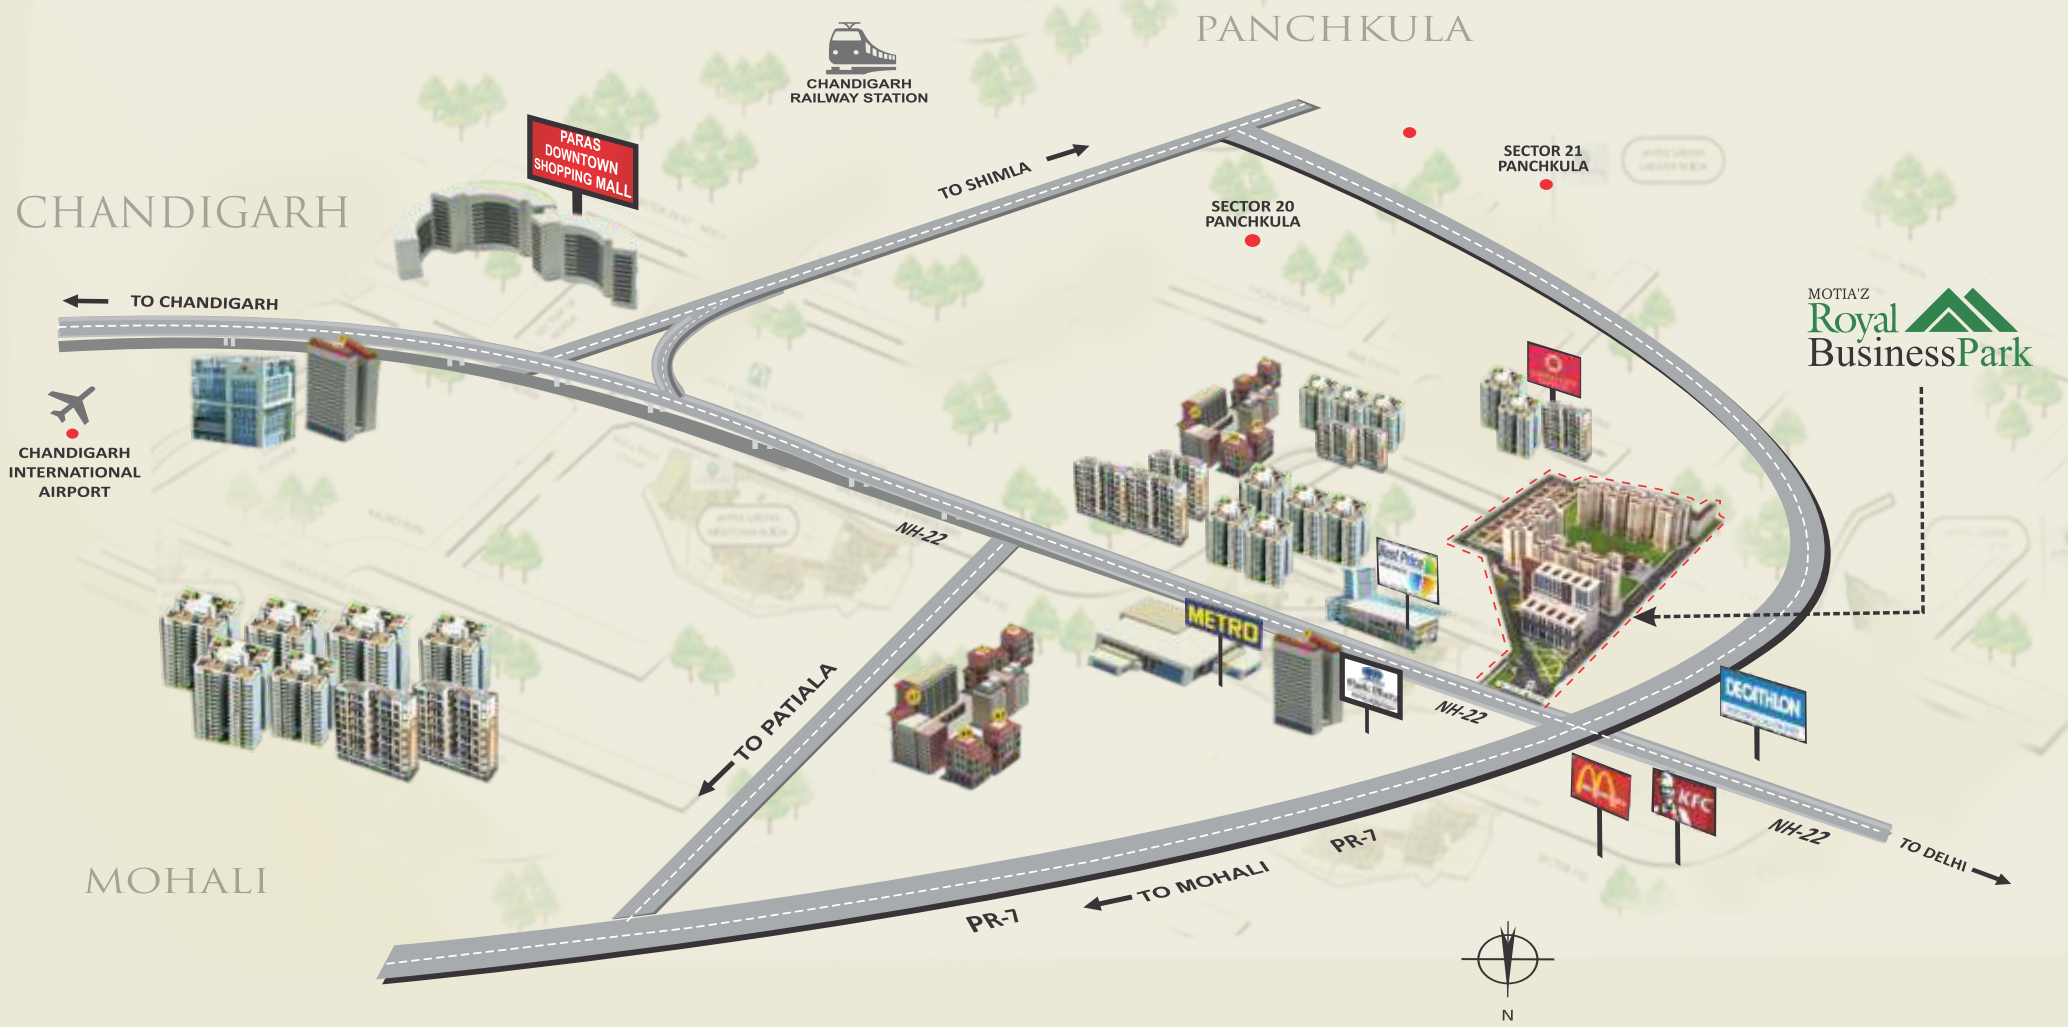 PANCHKULA
CHANDIGARH
RAILWAY STATION
PARAS
DOWNTOWN
SHOPPING MALL
SECTOR 21
PANCHKULA
TO SHIMLA
CHANDIGARH
SECTOR 20
PANCHKULA
TO CHANDIGARH
MOTIA'Z
Royal
BusinessPark
CHANDIGARH
INTERNATIONAL
AIRPORT
NH-22
Best Price
METRO
TO PATIALA
NH-22
DECATHLON
KFC
NH-22
TO DELHI
PR-7
MOHALI
TO MOHALI
PR-7
N